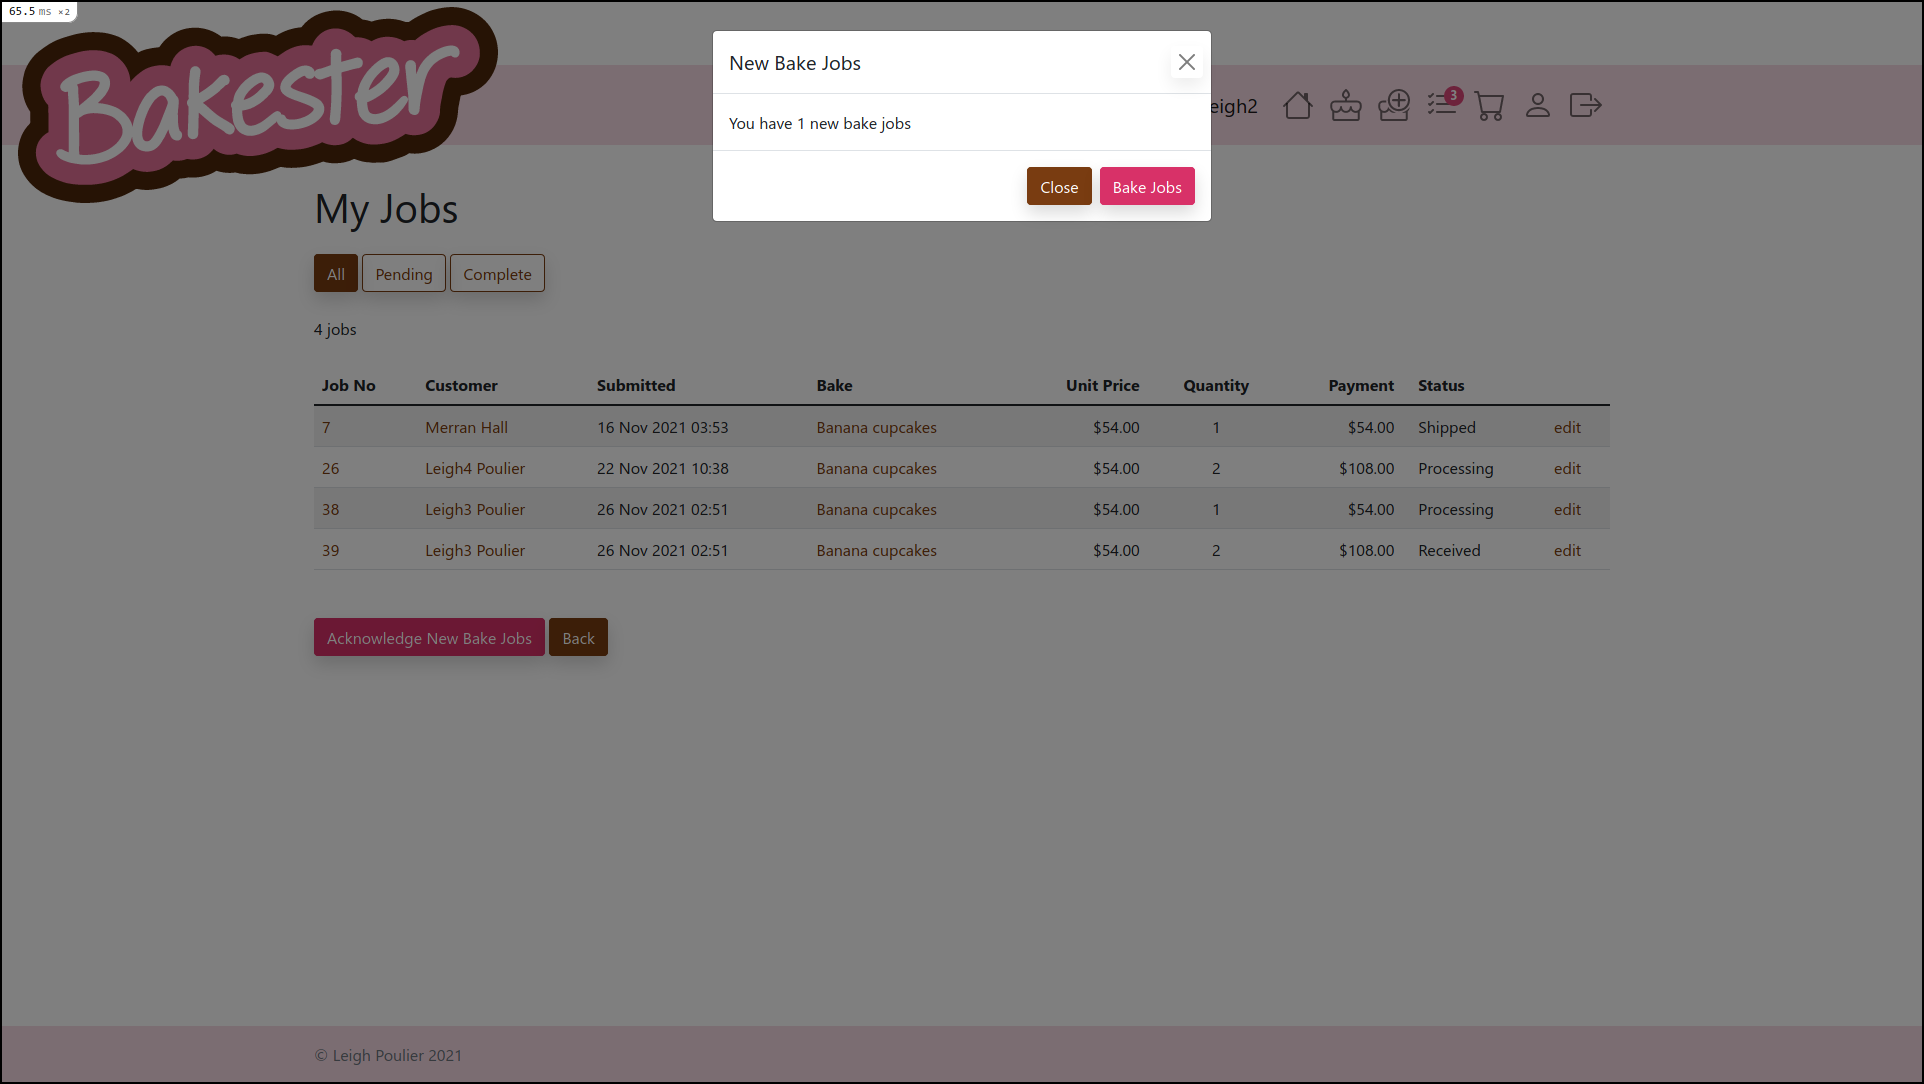 65.5 ms ×2
Bakester
New Bake Jobs
You have 1 new bake jobs
Close Bake Jobs
eigh2 3
My Jobs
All Pending Complete
4 jobs
Job No Customer Submitted Bake Unit Price Quantity Payment Status
7 Merran Hall 16 Nov 2021 03:53 Banana cupcakes $54.00 1 $54.00 Shipped edit
26 Leigh4 Poulier 22 Nov 2021 10:38 Banana cupcakes $54.00 2 $108.00 Processing edit
38 Leigh3 Poulier 26 Nov 2021 02:51 Banana cupcakes $54.00 1 $54.00 Processing edit
39 Leigh3 Poulier 26 Nov 2021 02:51 Banana cupcakes $54.00 2 $108.00 Received edit
Acknowledge New Bake Jobs Back
© Leigh Poulier 2021